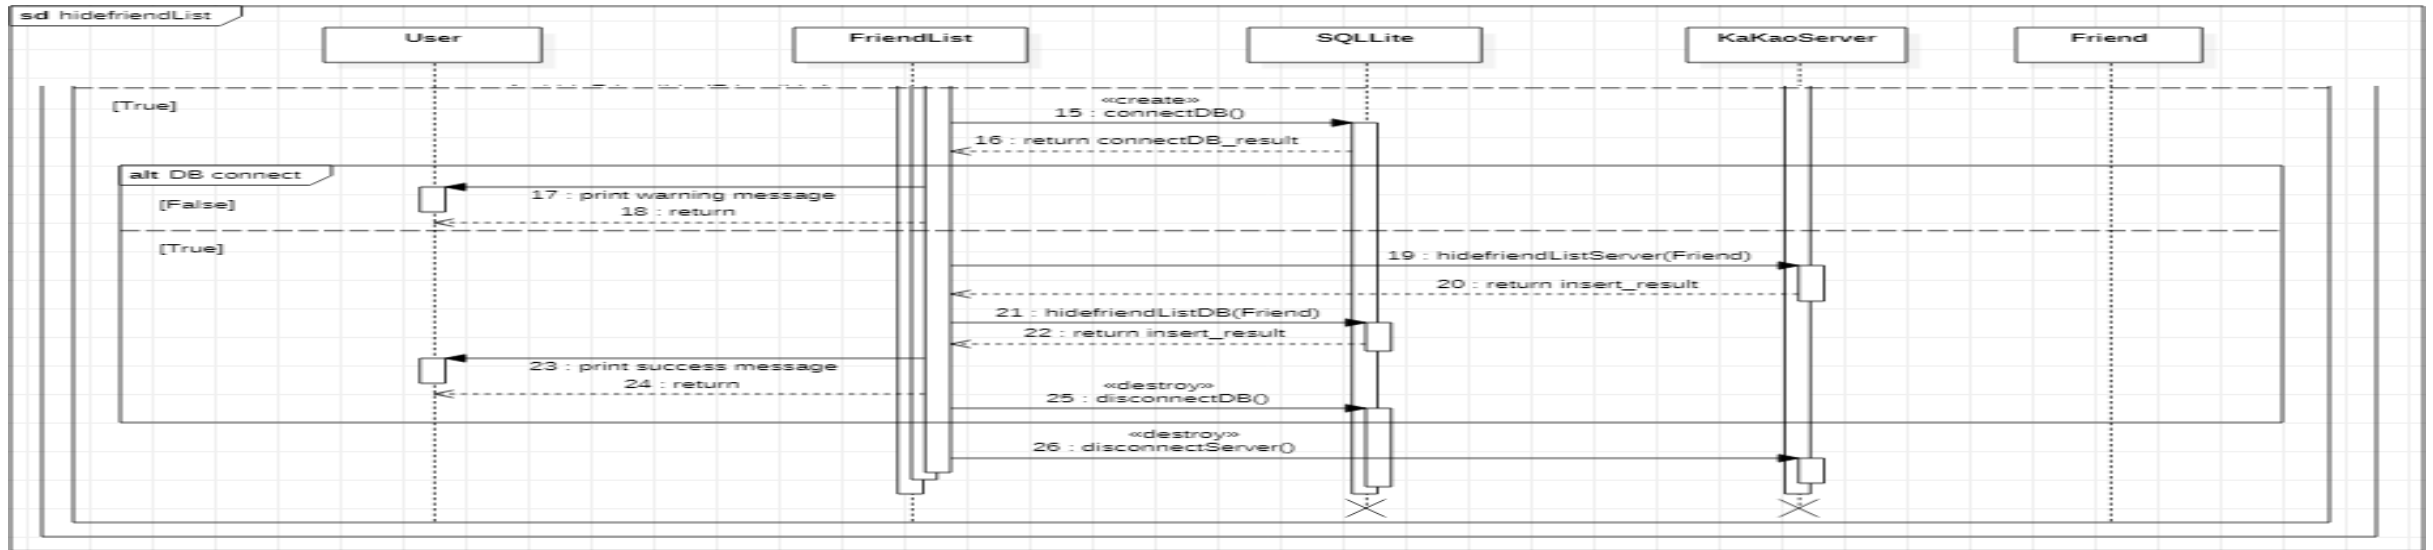 sd hidefriendList
User
FriendList
SQLLite
KaKaoServer
Friend
[True]
«create»
15 : connectDB()
16 : return connectDB_result
alt DB connect
17 : print warning message
[False]
18 : return
[True]
19 : hidefriendListServer(Friend)
20 : return insert_result
21 : hidefriendListDB(Friend)
22 : return insert_result
23 : print success message
24 : return
«destroy»
25 : disconnectDB()
«destroy»
26 : disconnectServer()